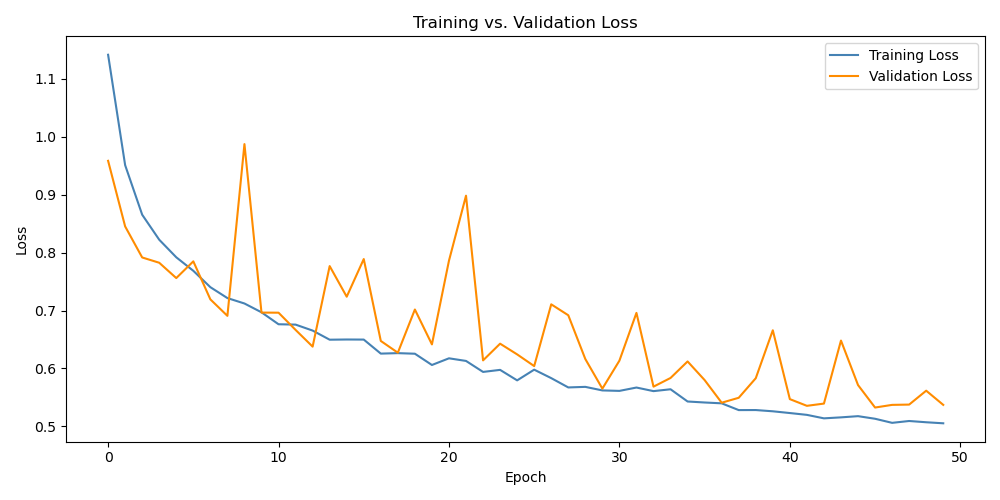 Training vs. Validation Loss
Training Loss
Validation Loss
Loss
1.1
1.0
0.9
0.8
0.7
0.6
0.5
0 10 20 30 40 50
Epoch